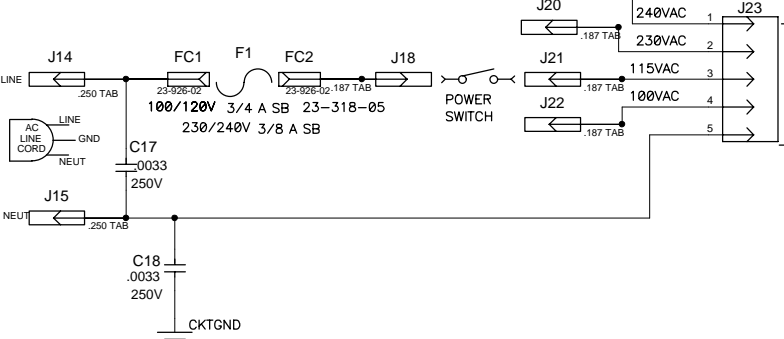 J20
240VAC
J23
1
.187 TAB
230VAC
2
J14
FC1
F1
FC2
J18
J21
115VAC
3
LINE
.250 TAB
23-926-02
23-926-02
.187 TAB
.187 TAB
100/120V 3/4 A SB 23-318-05
230/240V 3/8 A SB
POWER
SWITCH
J22
100VAC
4
.187 TAB
5
AC
LINE
CORD
LINE
GND
NEUT
C17
.0033
250V
J15
NEUT
.250 TAB
C18
.0033
250V
CKTGND